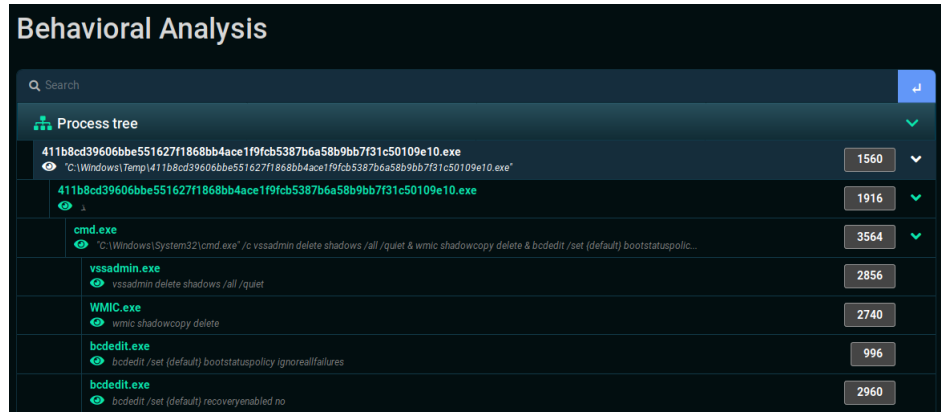 Behavioral Analysis
Search
Process tree
411b8cd39606bbe551627f1868bb4ace1f9fcb5387b6a58b9bb7f31c50109e10.exe
"C:\Windows\Temp\411b8cd39606bbe551627f1868bb4ace1f9fcb5387b6a58b9bb7f31c50109e10.exe"
1560
411b8cd39606bbe551627f1868bb4ace1f9fcb5387b6a58b9bb7f31c50109e10.exe
1916
cmd.exe
"C:\Windows\System32\cmd.exe" /c vssadmin delete shadows /all /quiet & wmic shadowcopy delete & bcdedit /set {default} bootstatuspolic...
3564
vssadmin.exe
vssadmin delete shadows /all /quiet
2856
WMIC.exe
wmic shadowcopy delete
2740
bcdedit.exe
bcdedit /set {default} bootstatuspolicy ignoreallfailures
996
bcdedit.exe
bcdedit /set {default} recoveryenabled no
2960